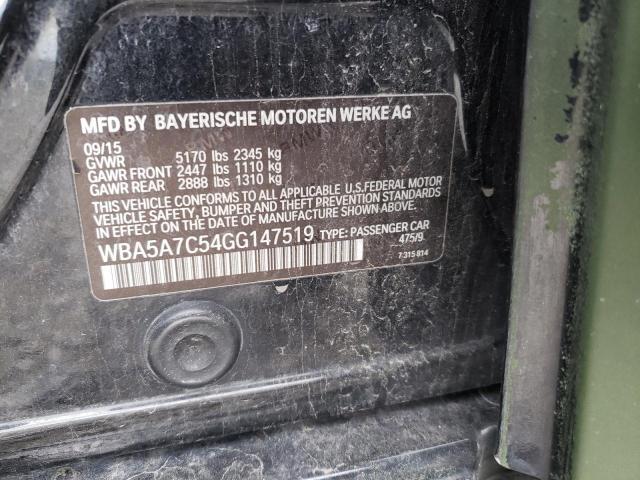 MFD BY BAYERISCHE MOTOREN WERKE AG
09/15
GVWR 5170 lbs 2345 kg
GAWR FRONT 2447 lbs 1110 kg
GAWR REAR 2888 lbs 1310 kg
THIS VEHICLE CONFORMS TO ALL APPLICABLE U.S.FEDERAL MOTOR
VEHICLE SAFETY, BUMPER, AND THEFT PREVENTION STANDARDS
IN EFFECT ON THE DATE OF MANUFACTURE SHOWN ABOVE.
WBA5A7C54GG147519 TYPE: PASSENGER CAR
475/9
7 315 814